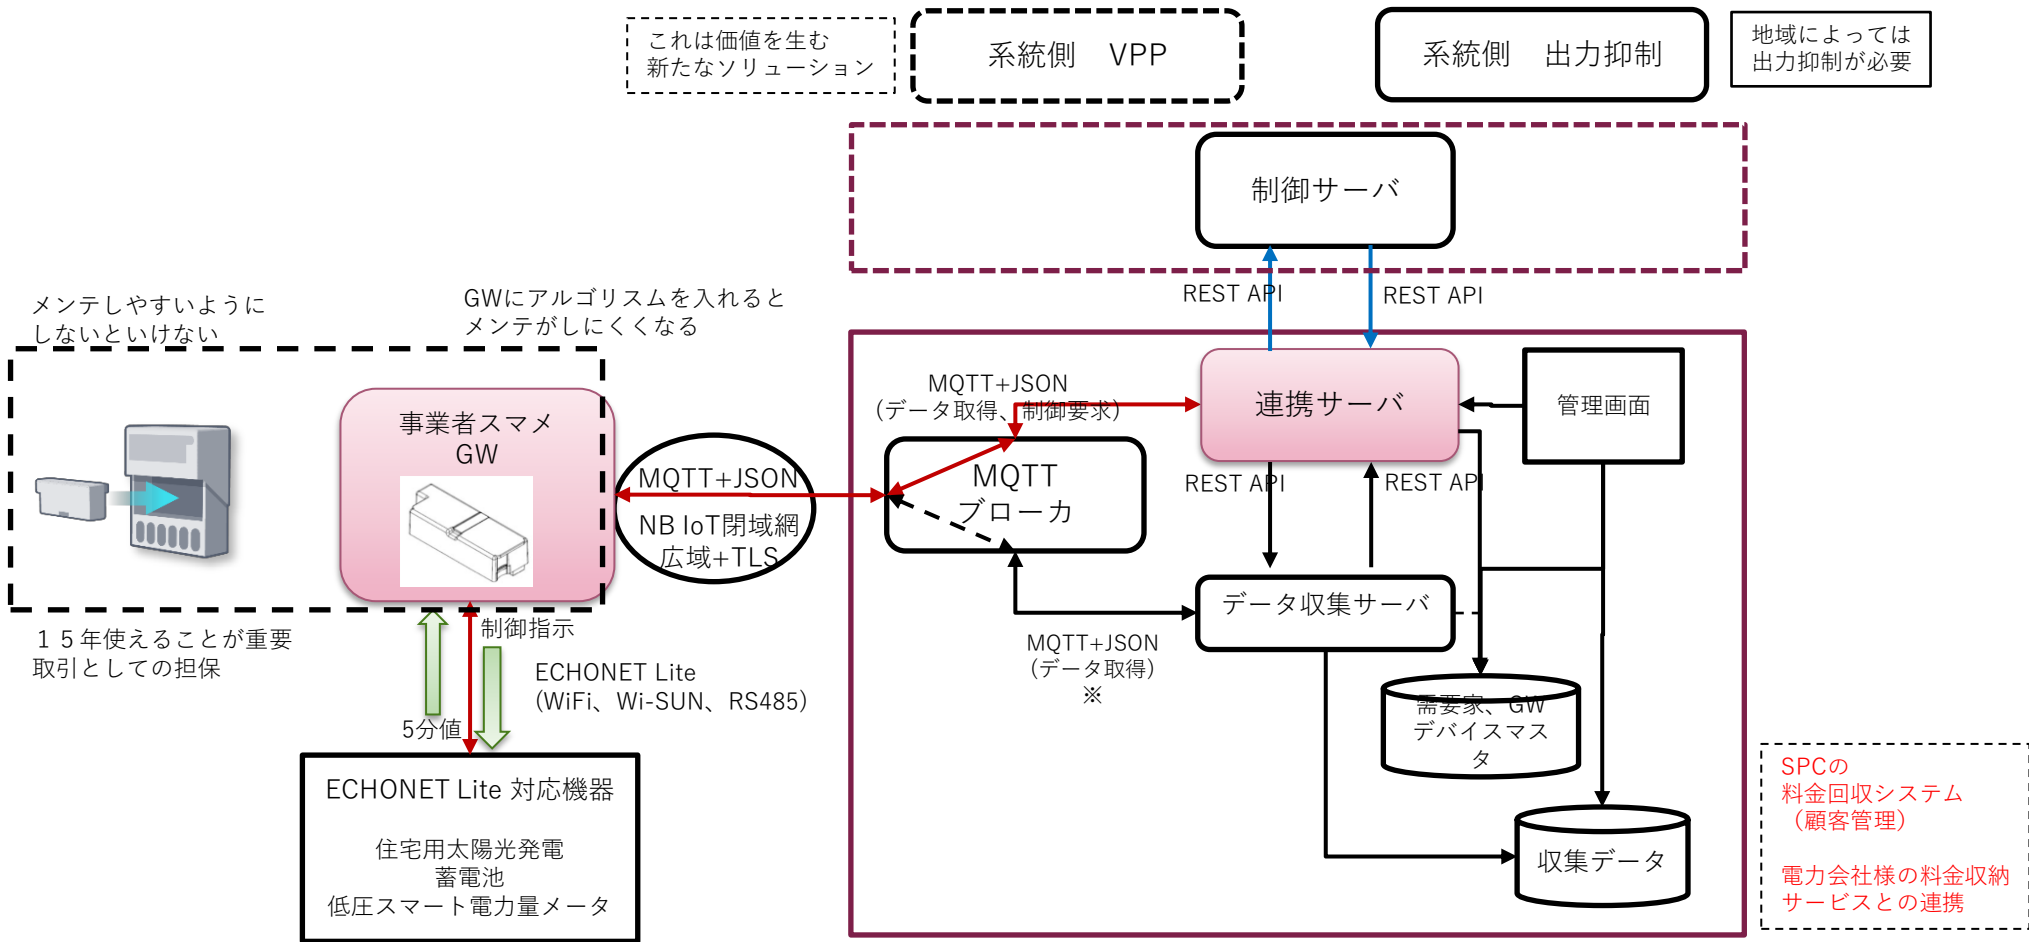 これは価値を生む
新たなソリューション
系統側　VPP
系統側　出力抑制
地域によっては
出力抑制が必要
制御サーバ
REST API
REST API
メンテしやすいように
しないといけない
GWにアルゴリスムを入れると
メンテがしにくくなる
事業者スマメ
GW
MQTT+JSON
NB IoT閉域網
広域+TLS
MQTT+JSON
(データ取得、制御要求)
連携サーバ
管理画面
MQTT
ブローカ
REST API
REST API
データ収集サーバ
MQTT+JSON
(データ取得)
※
需要家、GW
デバイスマス
タ
収集データ
１５年使えることが重要
取引としての担保
制御指示
5分値
ECHONET Lite
(WiFi、Wi-SUN、RS485)
ECHONET Lite 対応機器
住宅用太陽光発電
蓄電池
低圧スマート電力量メータ
SPCの
料金回収システム
（顧客管理）
電力会社様の料金収納
サービスとの連携